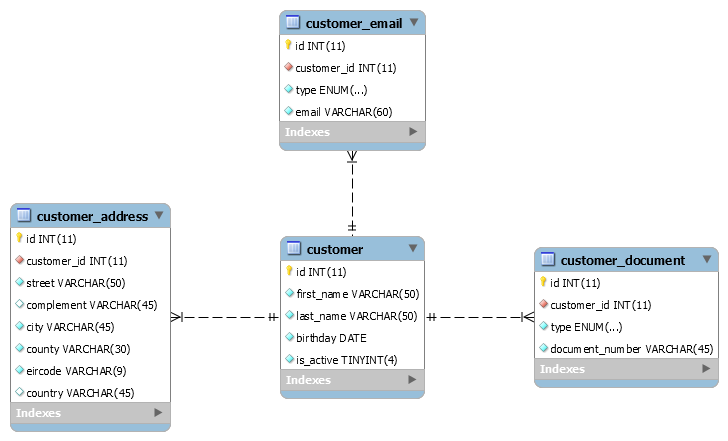 customer_email
id INT(11)
customer_id INT(11)
type ENUM(...)
email VARCHAR(60)
Indexes
customer_address
id INT(11)
customer_id INT(11)
street VARCHAR(50)
complement VARCHAR(45)
city VARCHAR(45)
county VARCHAR(30)
eircode VARCHAR(9)
country VARCHAR(45)
Indexes
customer
id INT(11)
first_name VARCHAR(50)
last_name VARCHAR(50)
birthday DATE
is_active TINYINT(4)
Indexes
customer_document
id INT(11)
customer_id INT(11)
type ENUM(...)
document_number VARCHAR(45)
Indexes